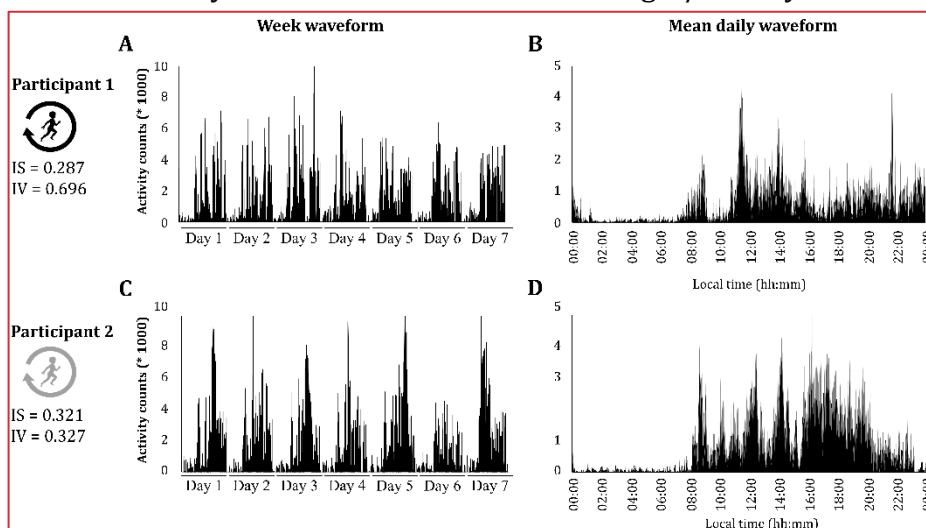 Week waveform
Mean daily waveform
A
B
Participant 1
IS = 0.287
IV = 0.696
Activity counts (* 1000)
10
8
6
4
2
0
Day 1 Day 2 Day 3 Day 4 Day 5 Day 6 Day 7
5
4
3
2
1
0
00:00 02:00 04:00 06:00 08:00 10:00 12:00 14:00 16:00 18:00 20:00 22:00
Local time (hh:mm)
C
D
Participant 2
IS = 0.321
IV = 0.327
Activity counts (* 1000)
10
8
6
4
2
0
Day 1 Day 2 Day 3 Day 4 Day 5 Day 6 Day 7
5
4
3
1
0
00:00 02:00 04:00 06:00 08:00 10:00 12:00 14:00 16:00 18:00 20:00 22:00
Local time (hh:mm)